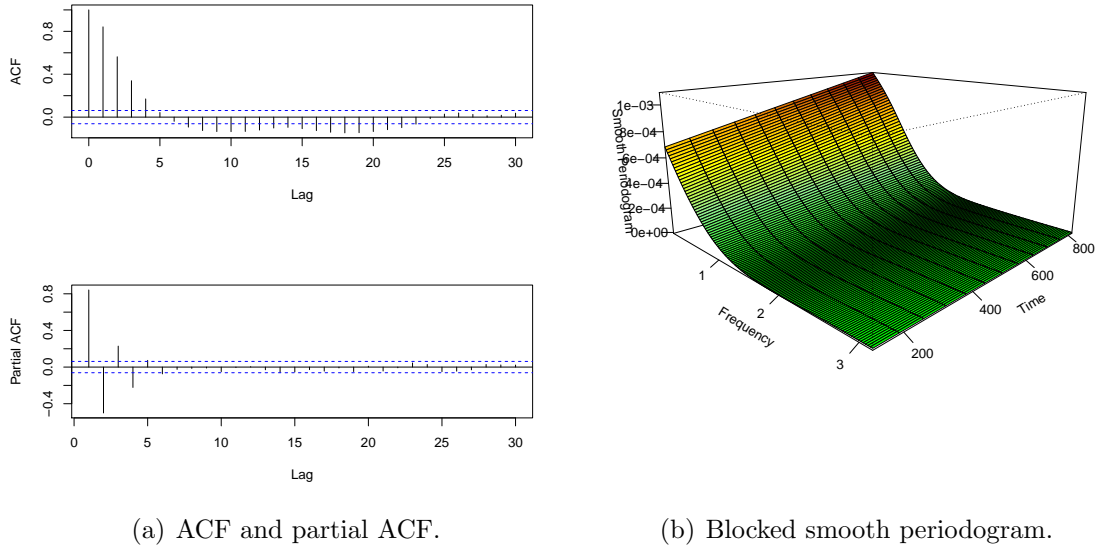 ACF
0.0 0.4 0.8
0 5 10 15 20 25 30
Lag
Partial ACF
−0.4 0.0 0.4 0.8
0 5 10 15 20 25 30
Lag
Smooth Periodogram
1e−03
8e−04
6e−04
4e−04
2e−04
0e+00
1
2
3
Frequency
200
400
600
800
Time
(a) ACF and partial ACF.
(b) Blocked smooth periodogram.